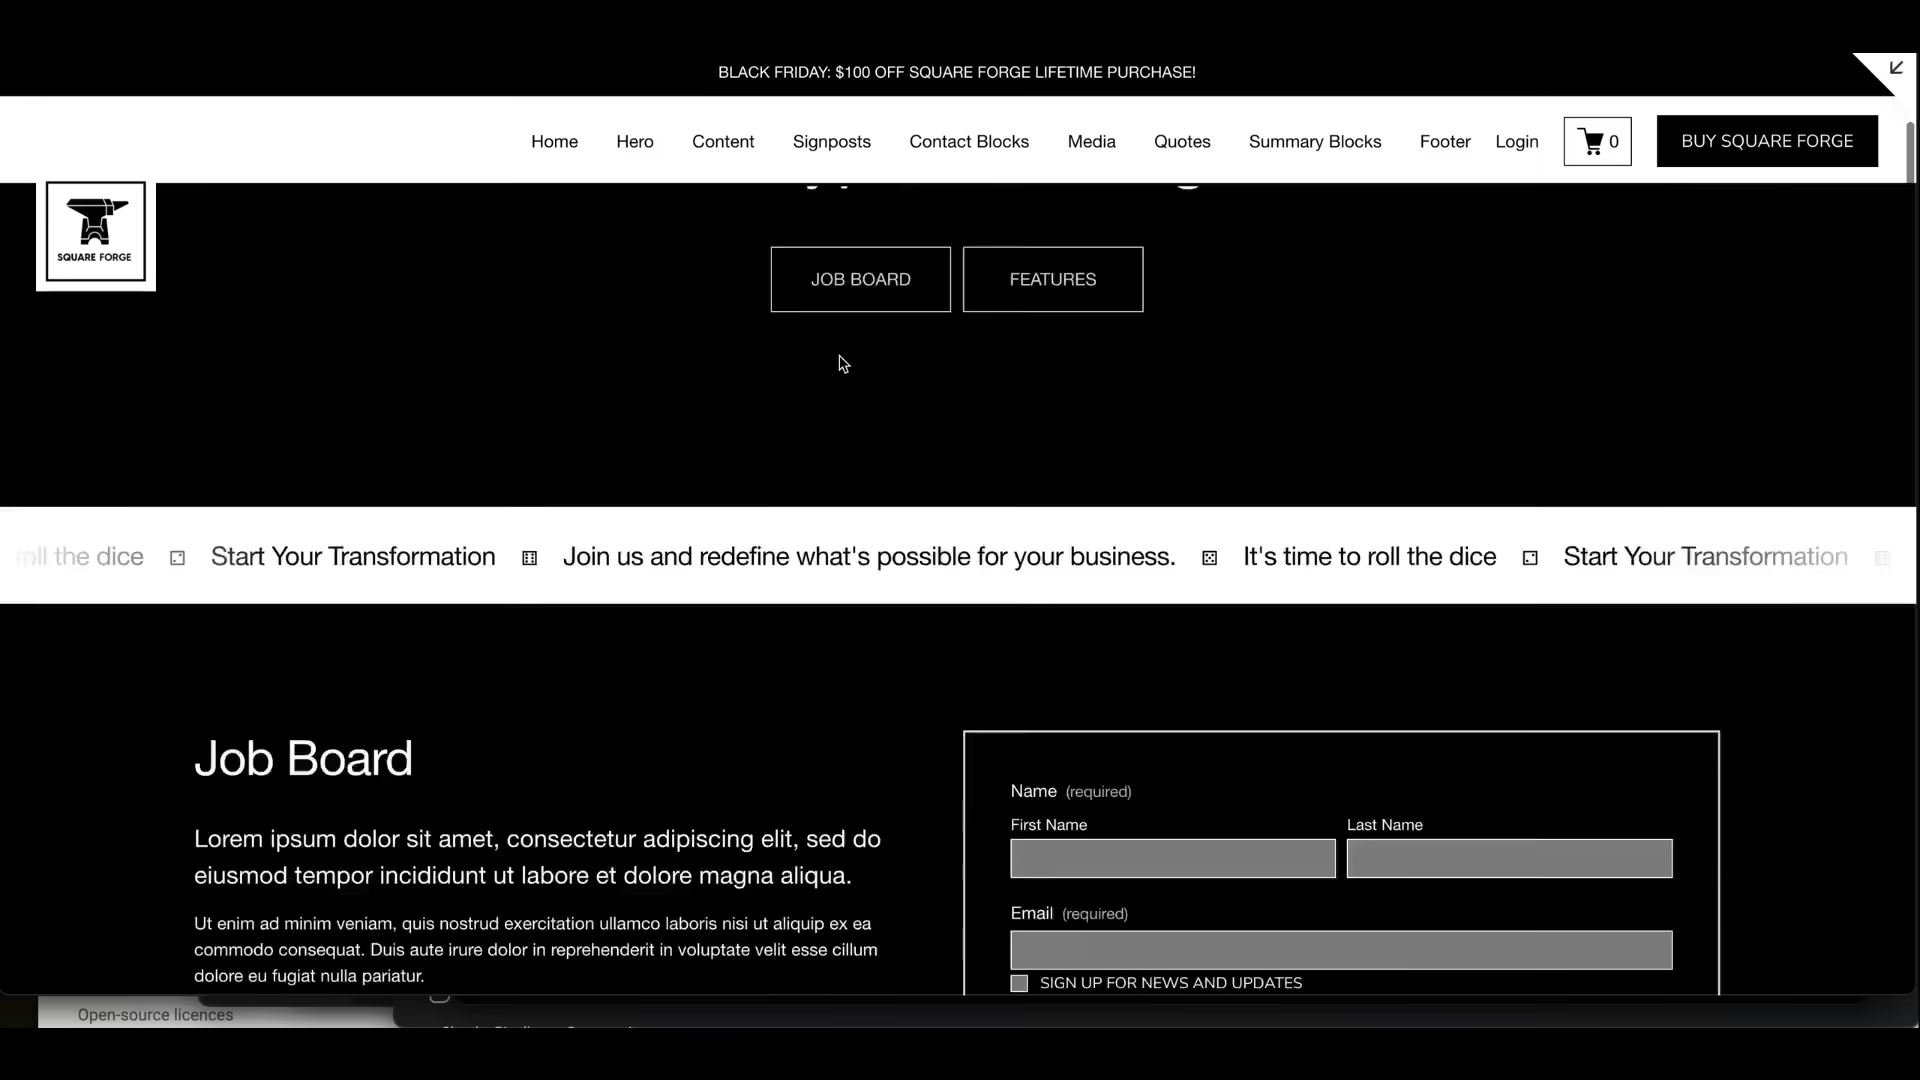 BLACK FRIDAY: $100 OFF SQUARE FORGE LIFETIME PURCHASE!
Home Hero Content Signposts Contact Blocks Media Quotes Summary Blocks Footer Login 0 BUY SQUARE FORGE
SQUARE FORGE
JOB BOARD FEATURES
roll the dice Start Your Transformation Join us and redefine what's possible for your business. It's time to roll the dice Start Your Transformation
Job Board
Lorem ipsum dolor sit amet, consectetur adipiscing elit, sed do
eiusmod tempor incididunt ut labore et dolore magna aliqua.
Ut enim ad minim veniam, quis nostrud exercitation ullamco laboris nisi ut aliquip ex ea
commodo consequat. Duis aute irure dolor in reprehenderit in voluptate velit esse cillum
dolore eu fugiat nulla pariatur.
Name (required)
First Name Last Name
Email (required)
SIGN UP FOR NEWS AND UPDATES
Open-source licences